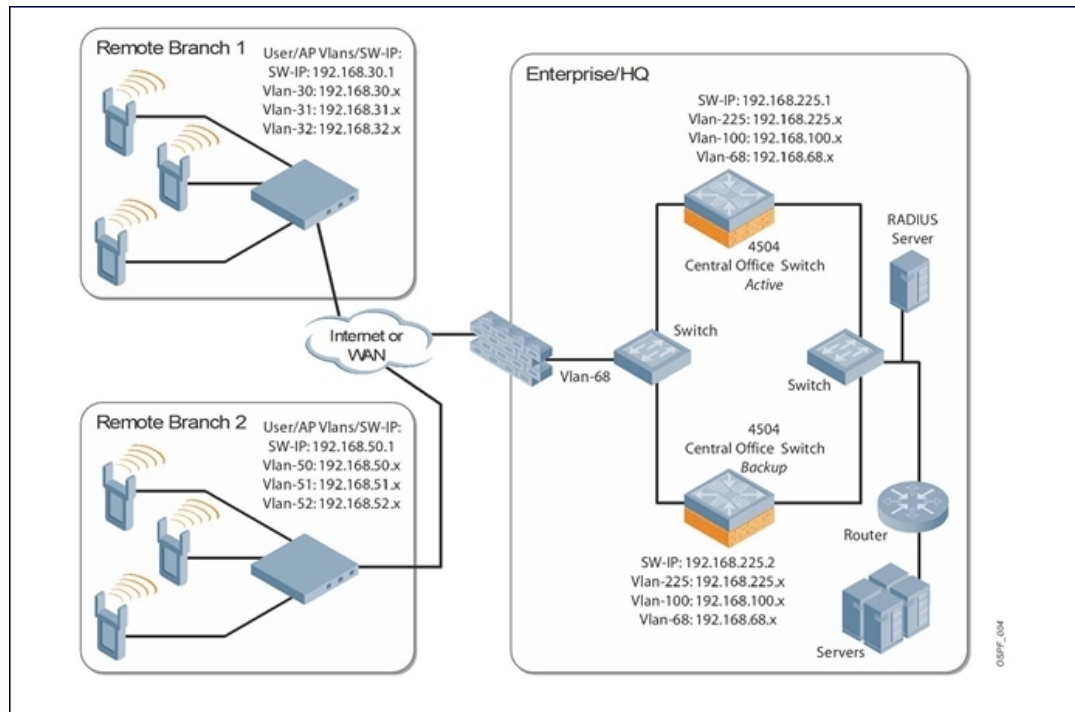 Remote Branch 1
User/AP Vlans/SW-IP:
SW-IP: 192.168.30.1
Vlan-30: 192.168.30.x
Vlan-31: 192.168.31.x
Vlan-32: 192.168.32.x
Internet or
WAN
Remote Branch 2
User/AP Vlans/SW-IP:
SW-IP: 192.168.50.1
Vlan-50: 192.168.50.x
Vlan-51: 192.168.51.x
Vlan-52: 192.168.52.x
Enterprise/HQ
SW-IP: 192.168.225.1
Vlan-225: 192.168.225.x
Vlan-100: 192.168.100.x
Vlan-68: 192.168.68.x
4504
Central Office Switch
Active
RADIUS
Server
Switch
Vlan-68
Switch
4504
Central Office Switch
Backup
SW-IP: 192.168.225.2
Vlan-225: 192.168.225.x
Vlan-100: 192.168.100.x
Vlan-68: 192.168.68.x
Router
Servers
OSPF_004